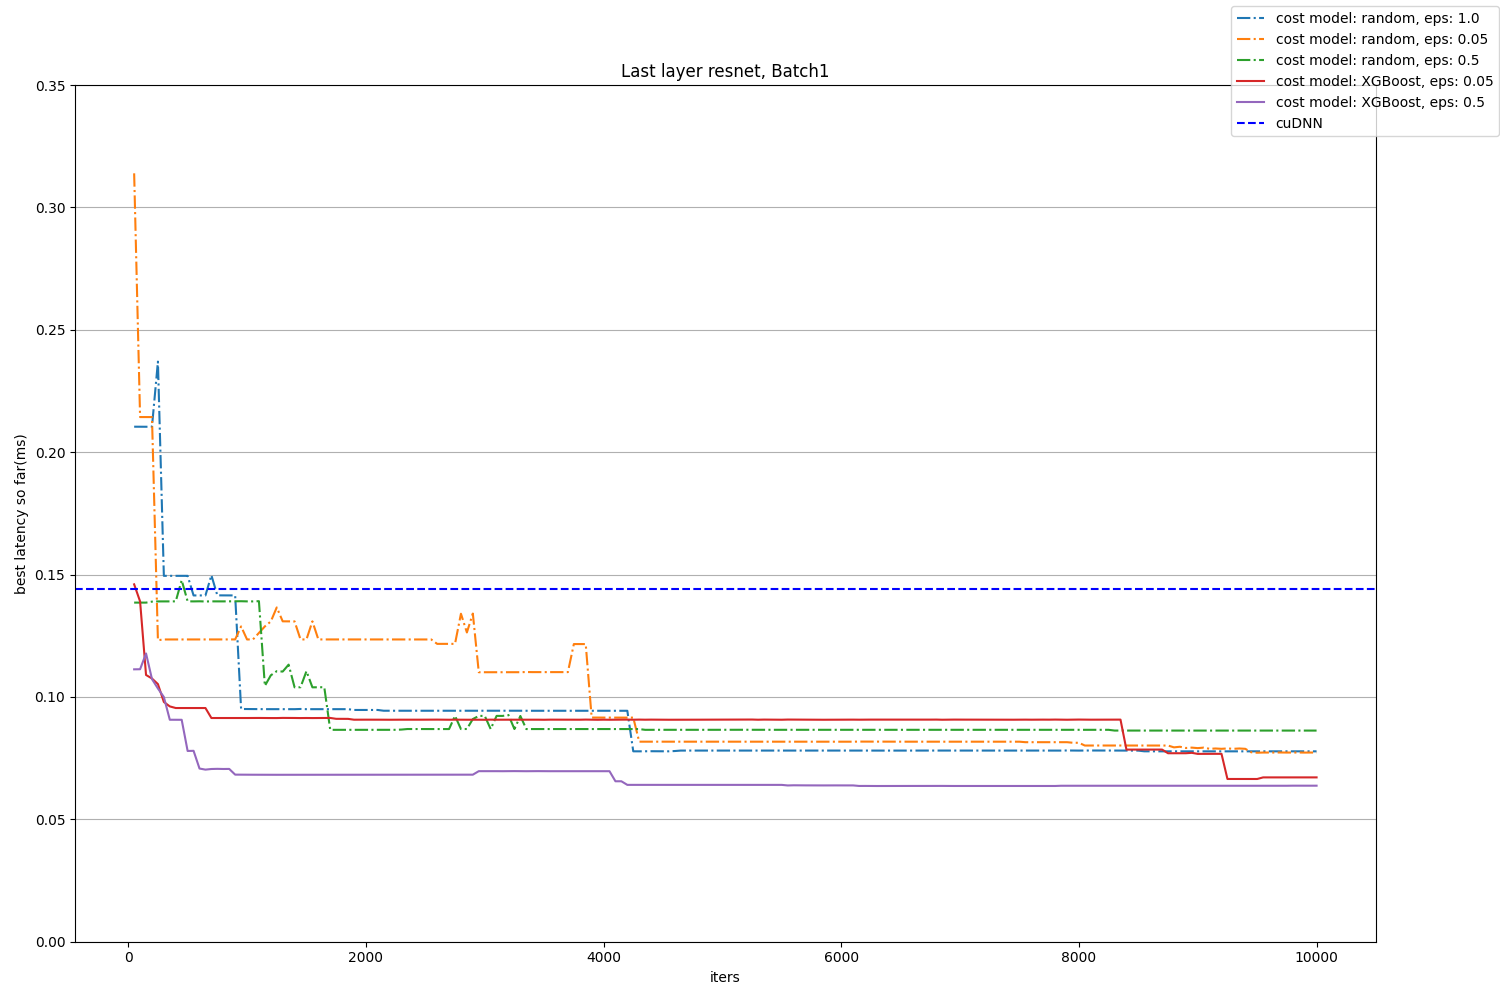 cost model: random, eps: 1.0
cost model: random, eps: 0.05
cost model: random, eps: 0.5
cost model: XGBoost, eps: 0.05
cost model: XGBoost, eps: 0.5
cuDNN
Last layer resnet, Batch1
best latency so far(ms)
0.35
0.30
0.25
0.20
0.15
0.10
0.05
0.00
0
2000
4000
6000
8000
10000
iters